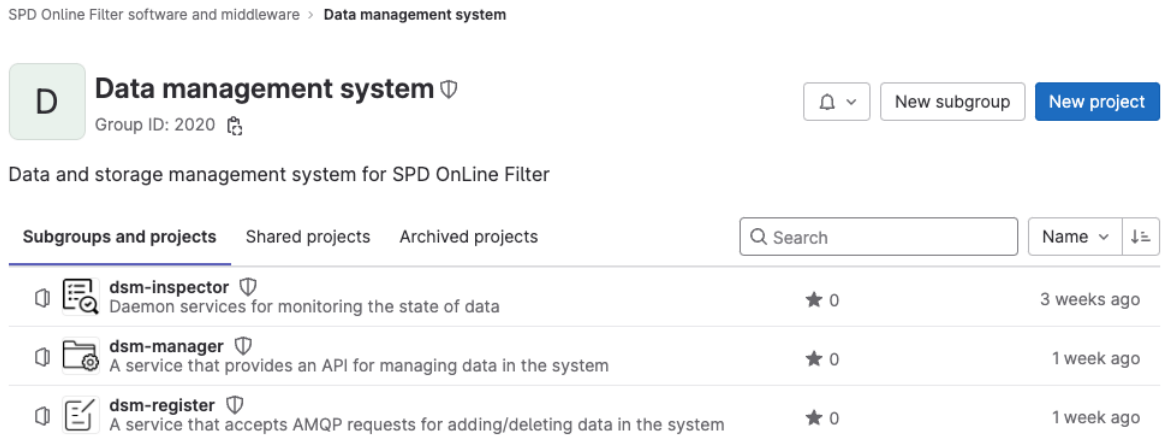 SPD Online Filter software and middleware › Data management system
D
Data management system
Group ID: 2020
New subgroup
New project
Data and storage management system for SPD OnLine Filter
Subgroups and projects Shared projects Archived projects
Search
Name
dsm-inspector
Daemon services for monitoring the state of data
0
3 weeks ago
dsm-manager
A service that provides an API for managing data in the system
0
1 week ago
dsm-register
A service that accepts AMQP requests for adding/deleting data in the system
0
1 week ago